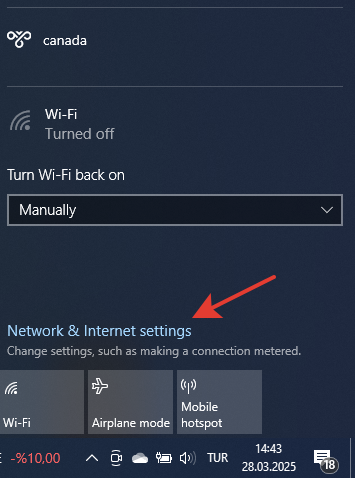 canada
Wi-Fi
Turned off
Turn Wi-Fi back on
Manually
Network & Internet settings
Change settings, such as making a connection metered.
Wi-Fi
Airplane mode
Mobile
hotspot
-%10,00
TUR
14:43
28.03.2025
18